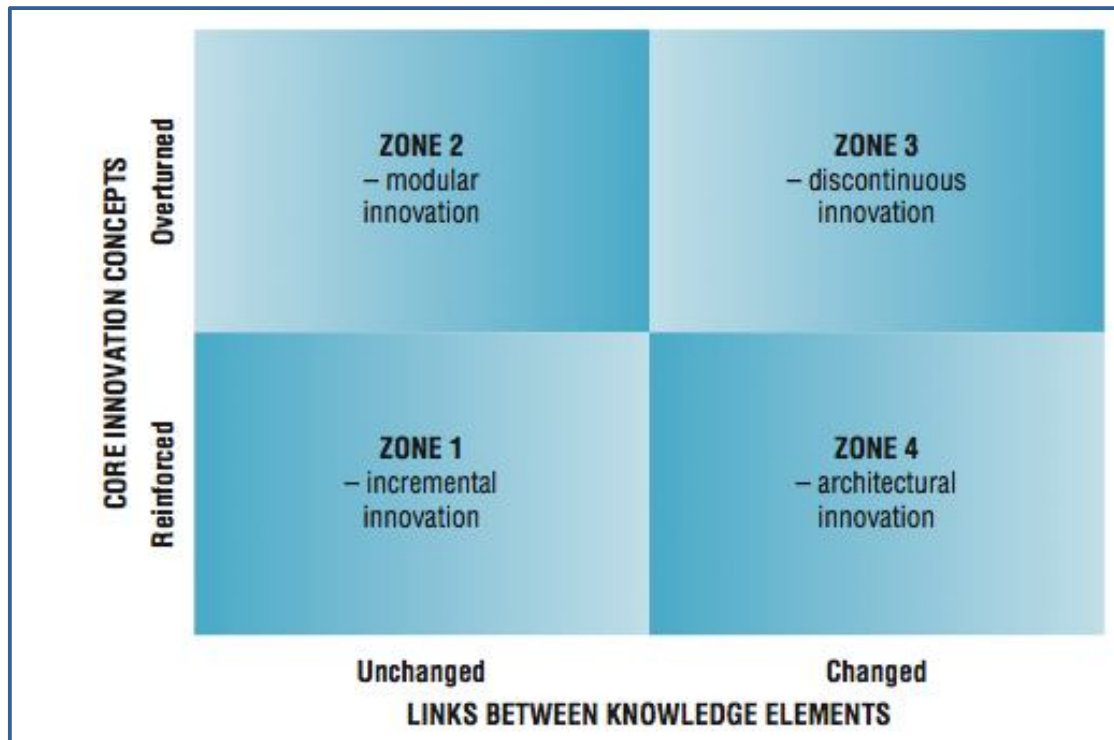 CORE INNOVATION CONCEPTS
Overturned
Reinforced
ZONE 2
– modular
innovation
ZONE 3
– discontinuous
innovation
ZONE 1
– incremental
innovation
ZONE 4
– architectural
innovation
Unchanged
Changed
LINKS BETWEEN KNOWLEDGE ELEMENTS